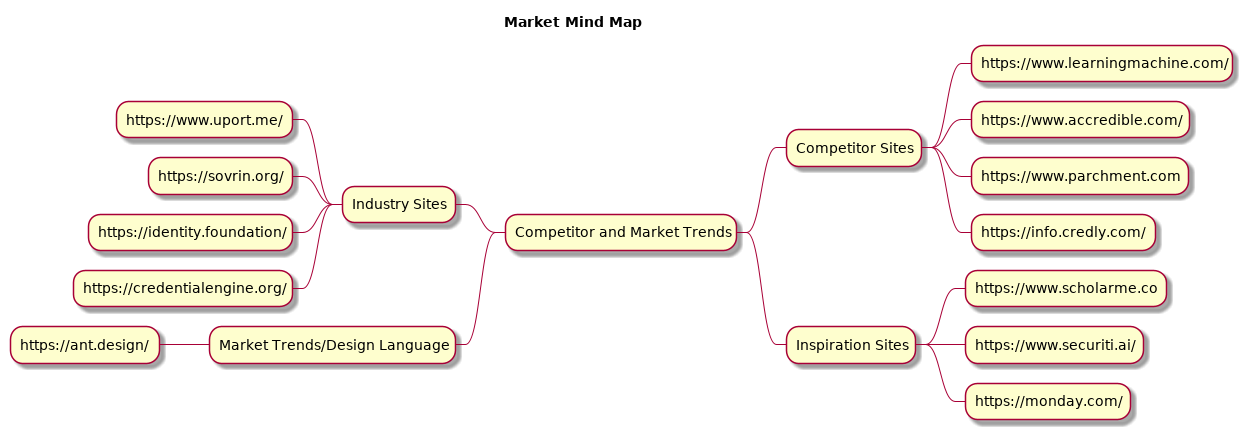 Market Mind Map
Competitor and Market Trends
Competitor Sites
https://www.learningmachine.com/
https://www.accredible.com/
https://www.parchment.com
https://info.credly.com/
Inspiration Sites
https://www.scholarme.co
https://www.securiti.ai/
https://monday.com/
Industry Sites
https://www.uport.me/
https://sovrin.org/
https://identity.foundation/
https://credentialengine.org/
Market Trends/Design Language
https://ant.design/